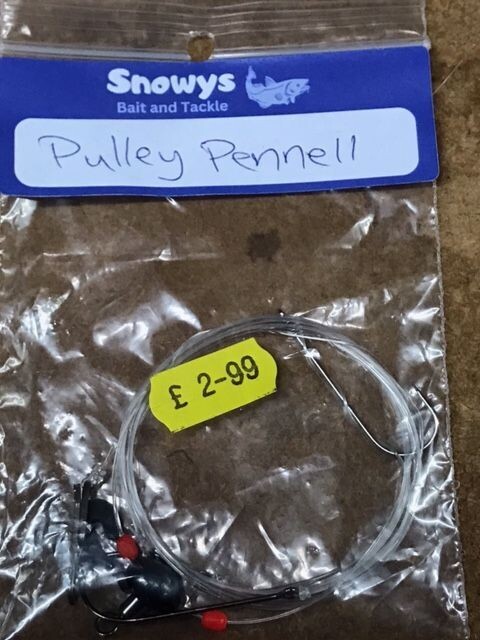 Snowys
Bait and Tackle
Pulley Pennell
£ 2-99